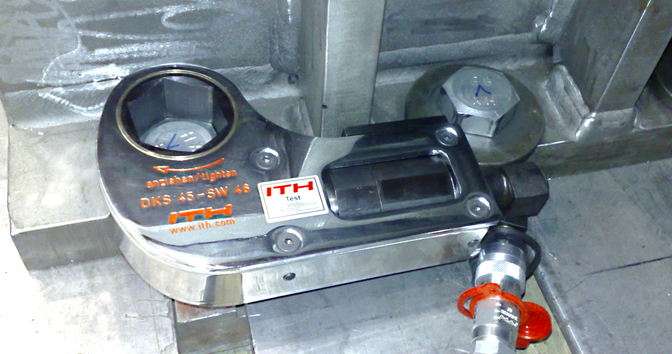 anziehen/tighten
DKS 45-SW 46
ITH
www.ith.com
ITH
Test